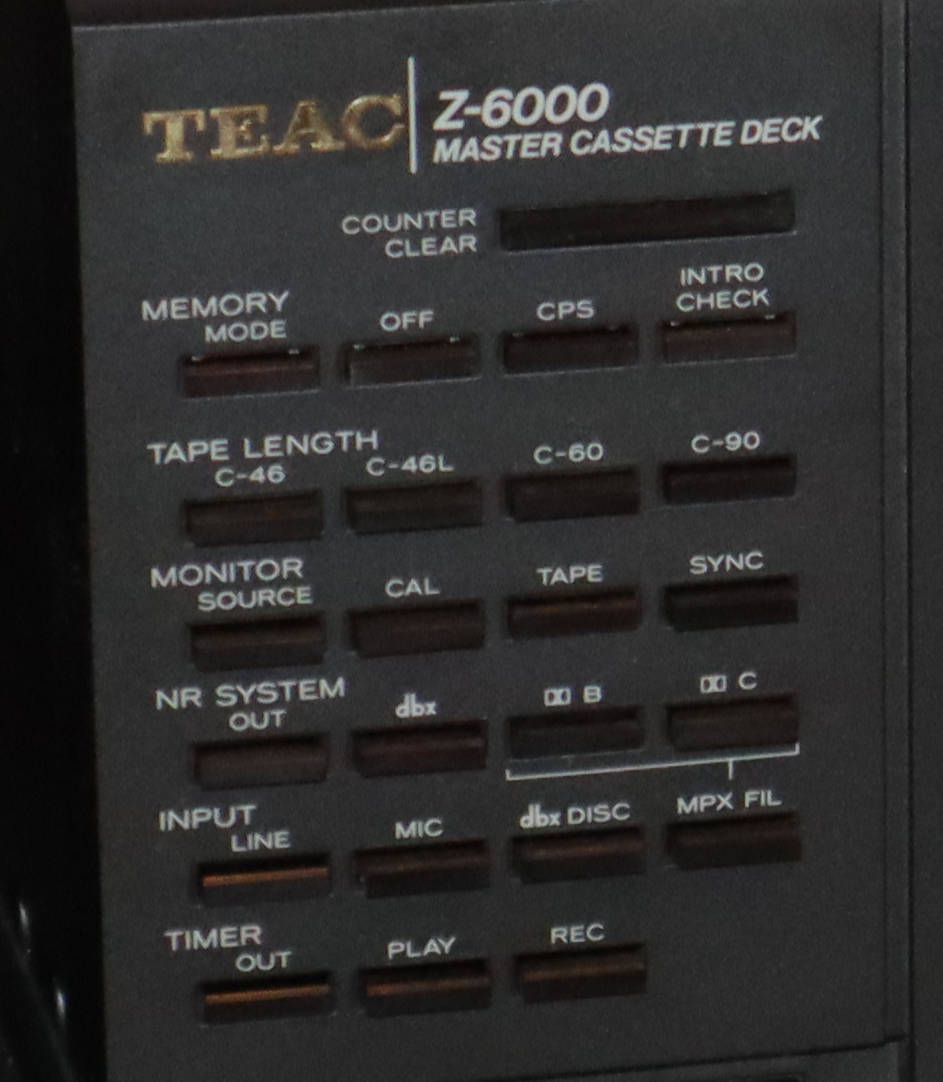 TEAC
Z-6000
MASTER CASSETTE DECK
COUNTER
CLEAR
MEMORY
MODE OFF CPS INTRO CHECK
TAPE LENGTH
C-46 C-46L C-60 C-90
MONITOR
SOURCE CAL TAPE SYNC
NR SYSTEM
OUT dbx B C
INPUT
LINE MIC dbx DISC MPX FIL
TIMER
OUT PLAY REC